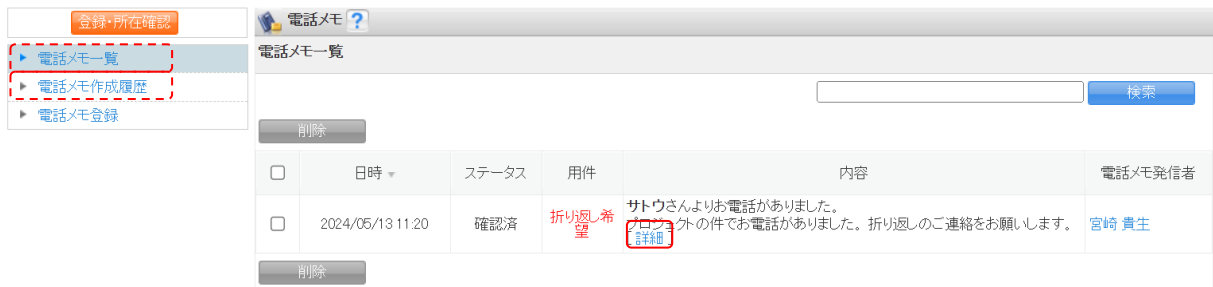 登録・所在確認
電話メモ一覧
電話メモ作成履歴
電話メモ登録
電話メモ ?
電話メモ一覧
検索
削除
日時 ステータス 用件 内容 電話メモ発信者
2024/05/13 11:20 確認済 折り返し希望 サトウさんよりお電話がありました。
プロジェクトの件でお電話がありました。折り返しのご連絡をお願いします。 宮崎 貴生
[ 詳細 ]
削除